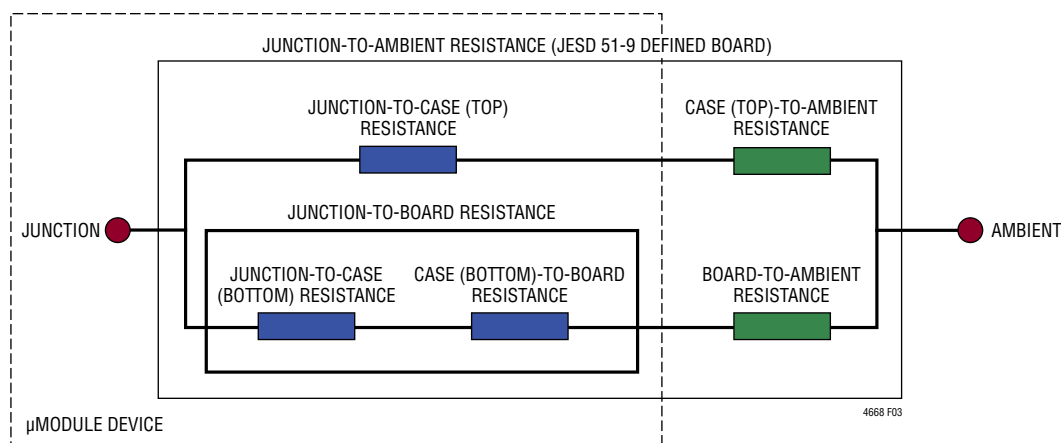 JUNCTION-TO-AMBIENT RESISTANCE (JESD 51-9 DEFINED BOARD)
JUNCTION-TO-CASE (TOP)
RESISTANCE
CASE (TOP)-TO-AMBIENT
RESISTANCE
JUNCTION-TO-BOARD RESISTANCE
JUNCTION
AMBIENT
JUNCTION-TO-CASE
(BOTTOM) RESISTANCE
CASE (BOTTOM)-TO-BOARD
RESISTANCE
BOARD-TO-AMBIENT
RESISTANCE
4668 F03
µMODULE DEVICE